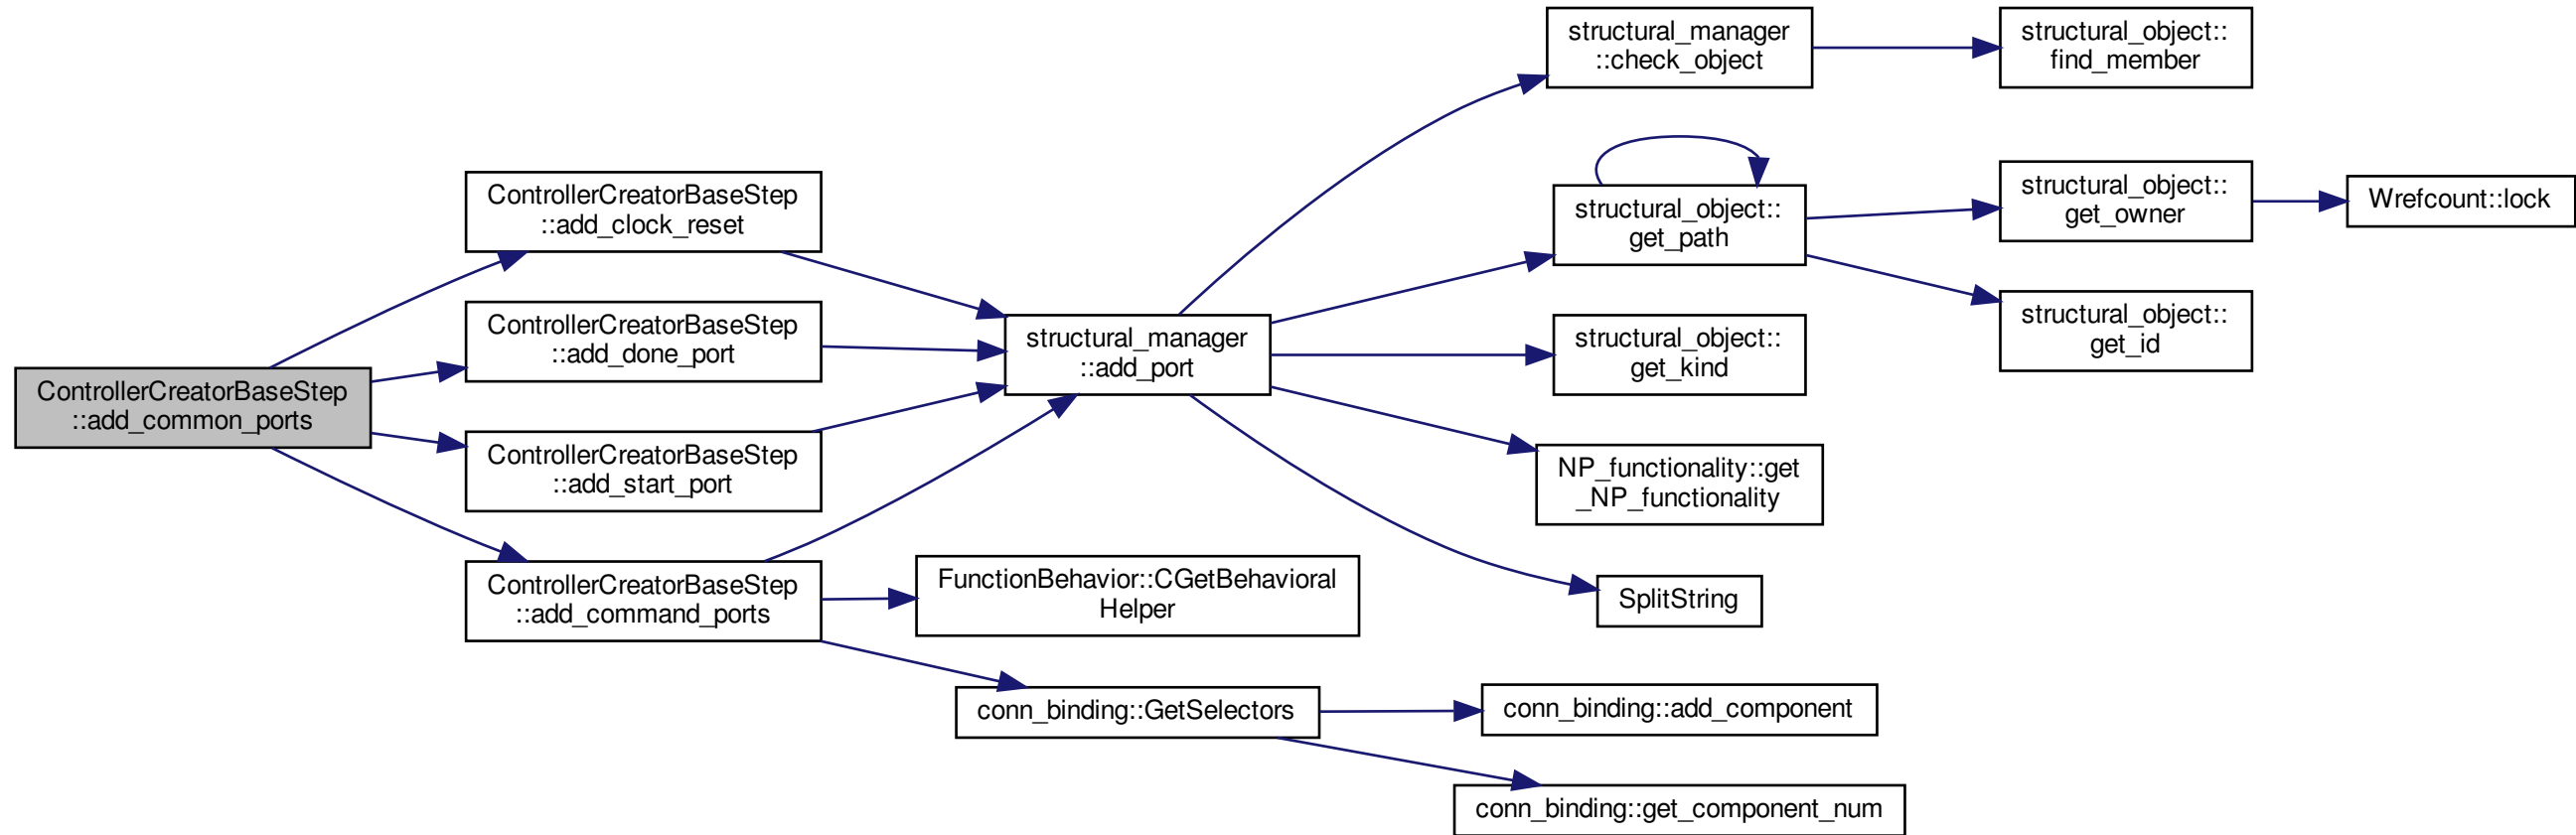 ControllerCreatorBaseStep
::add_common_ports
ControllerCreatorBaseStep
::add_clock_reset
ControllerCreatorBaseStep
::add_done_port
ControllerCreatorBaseStep
::add_start_port
ControllerCreatorBaseStep
::add_command_ports
structural_manager
::add_port
FunctionBehavior::CGetBehavioral
Helper
conn_binding::GetSelectors
structural_manager
::check_object
structural_object::
get_path
structural_object::
get_kind
NP_functionality::get
_NP_functionality
SplitString
conn_binding::add_component
conn_binding::get_component_num
structural_object::
find_member
structural_object::
get_owner
structural_object::
get_id
Wrefcount::lock